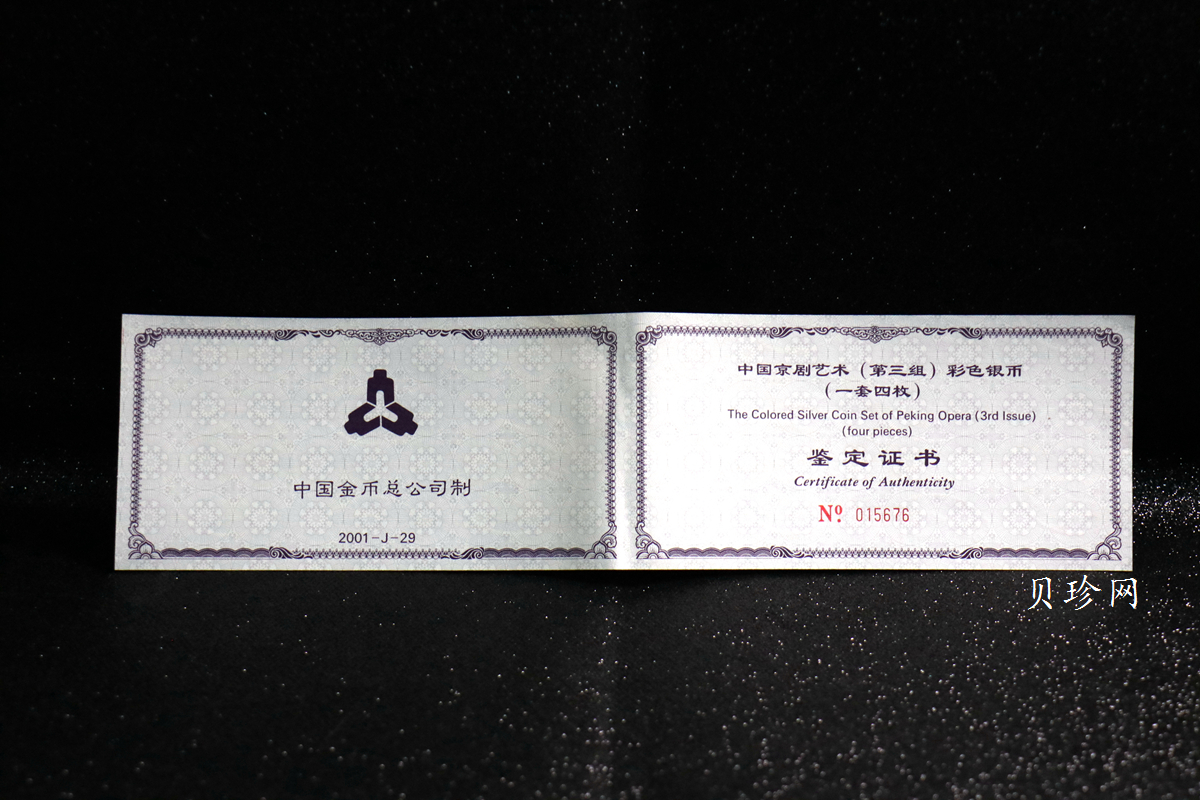 中国金币总公司制
2001-J-29
中国京剧艺术（第三组）彩色银币
（一套四枚）
The Colored Silver Coin Set of Peking Opera (3rd Issue)
(four pieces)
鉴定证书
Certificate of Authenticity
Nº 015676
贝珍网